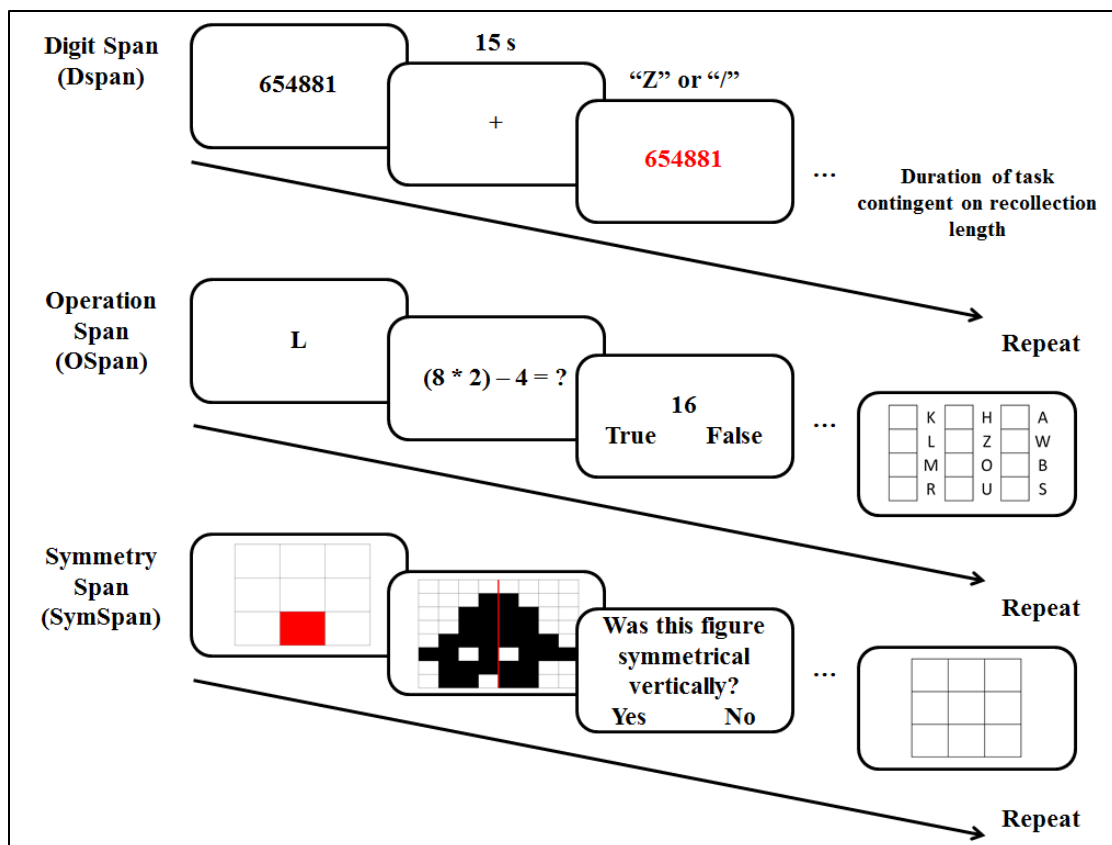 Digit Span
(Dspan)
654881
15 s
+
“Z” or “/”
654881
...
Duration of task
contingent on recollection
length
Repeat
Operation
Span
(OSpan)
L
(8 * 2) – 4 = ?
16
True False
...
K H A
L Z W
M O B
R U S
Repeat
Symmetry
Span
(SymSpan)
Was this figure
symmetrical
vertically?
Yes No
...
Repeat